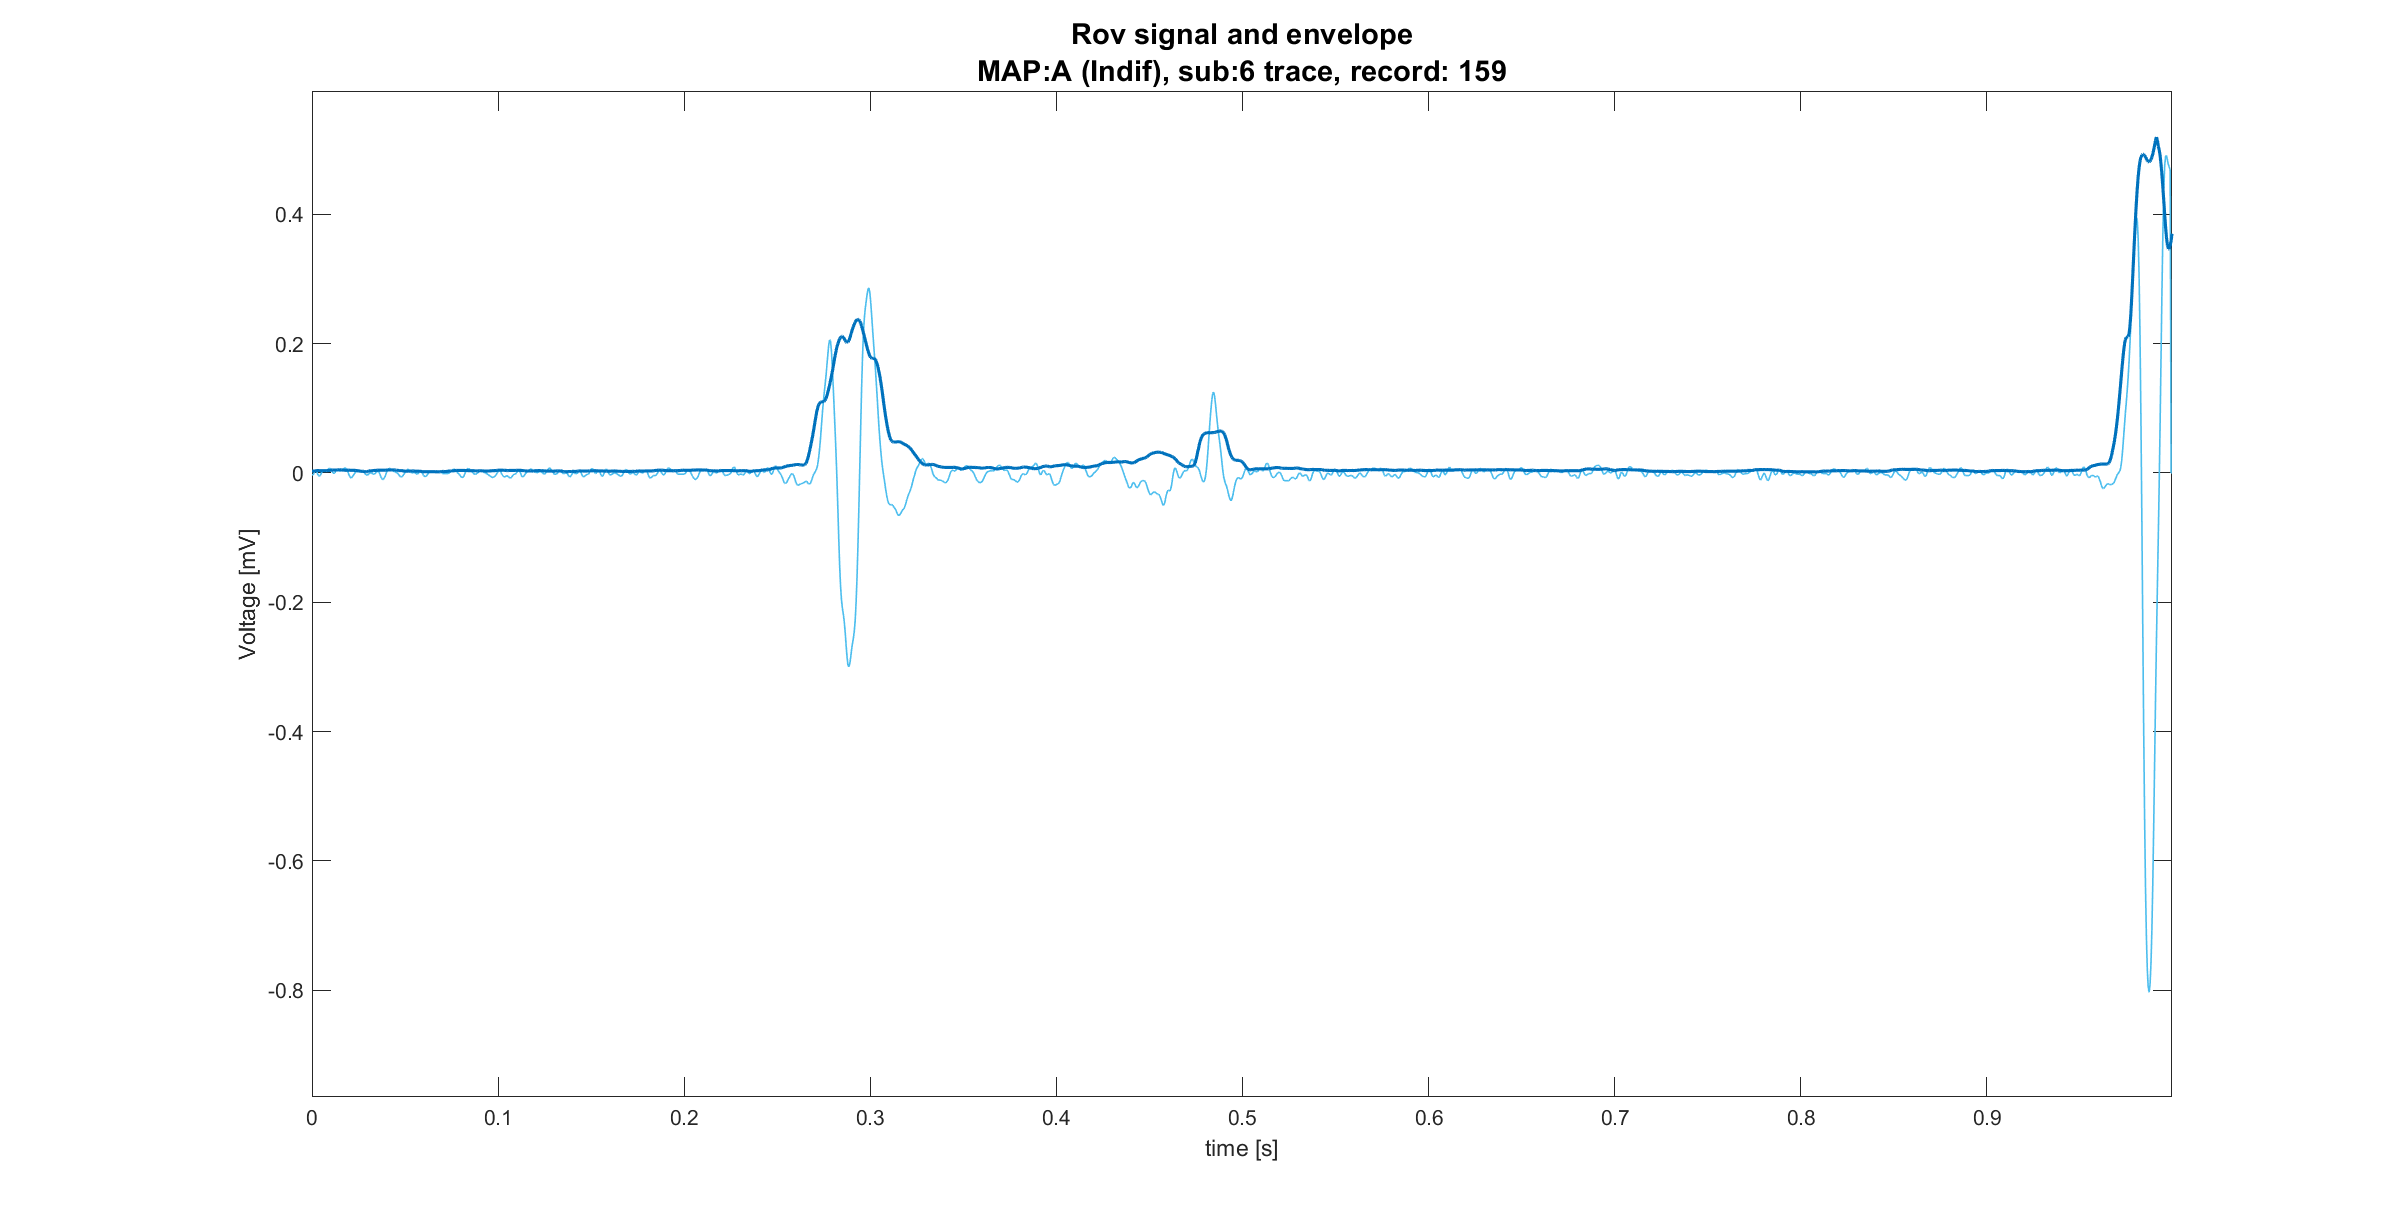 Rov signal and envelope
MAP:A (Indif), sub:6 trace, record: 159
Voltage [mV]
0.4
0.2
0
-0.2
-0.4
-0.6
-0.8
0 0.1 0.2 0.3 0.4 0.5 0.6 0.7 0.8 0.9
time [s]